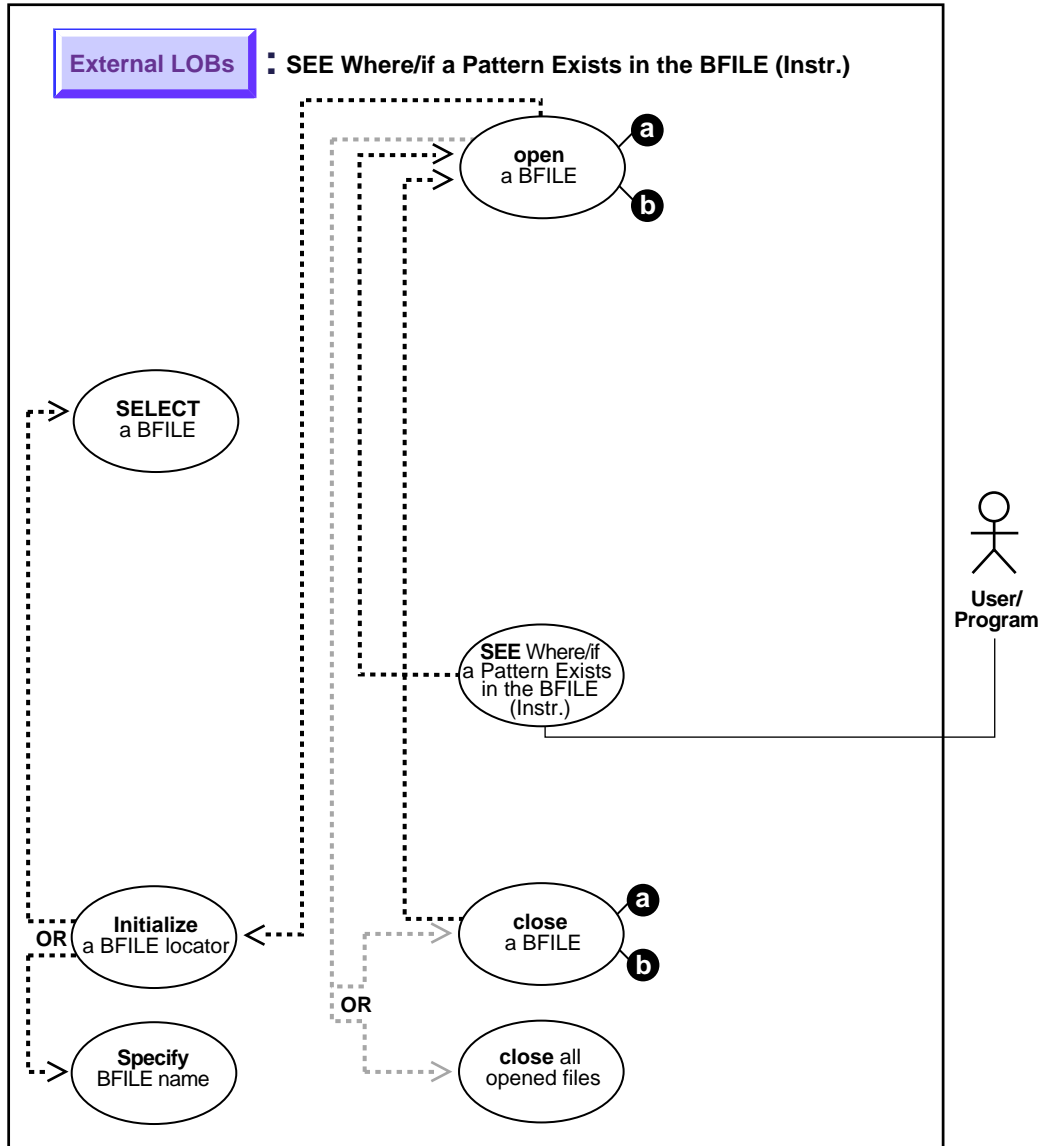 External LOBs : SEE Where/if a Pattern Exists in the BFILE (Instr.)
open
a BFILE
a
b
SELECT
a BFILE
User/
Program
SEE Where/if
a Pattern Exists
in the BFILE
(Instr.)
Initialize
a BFILE locator
OR
close
a BFILE
a
b
OR
Specify
BFILE name
close all
opened files